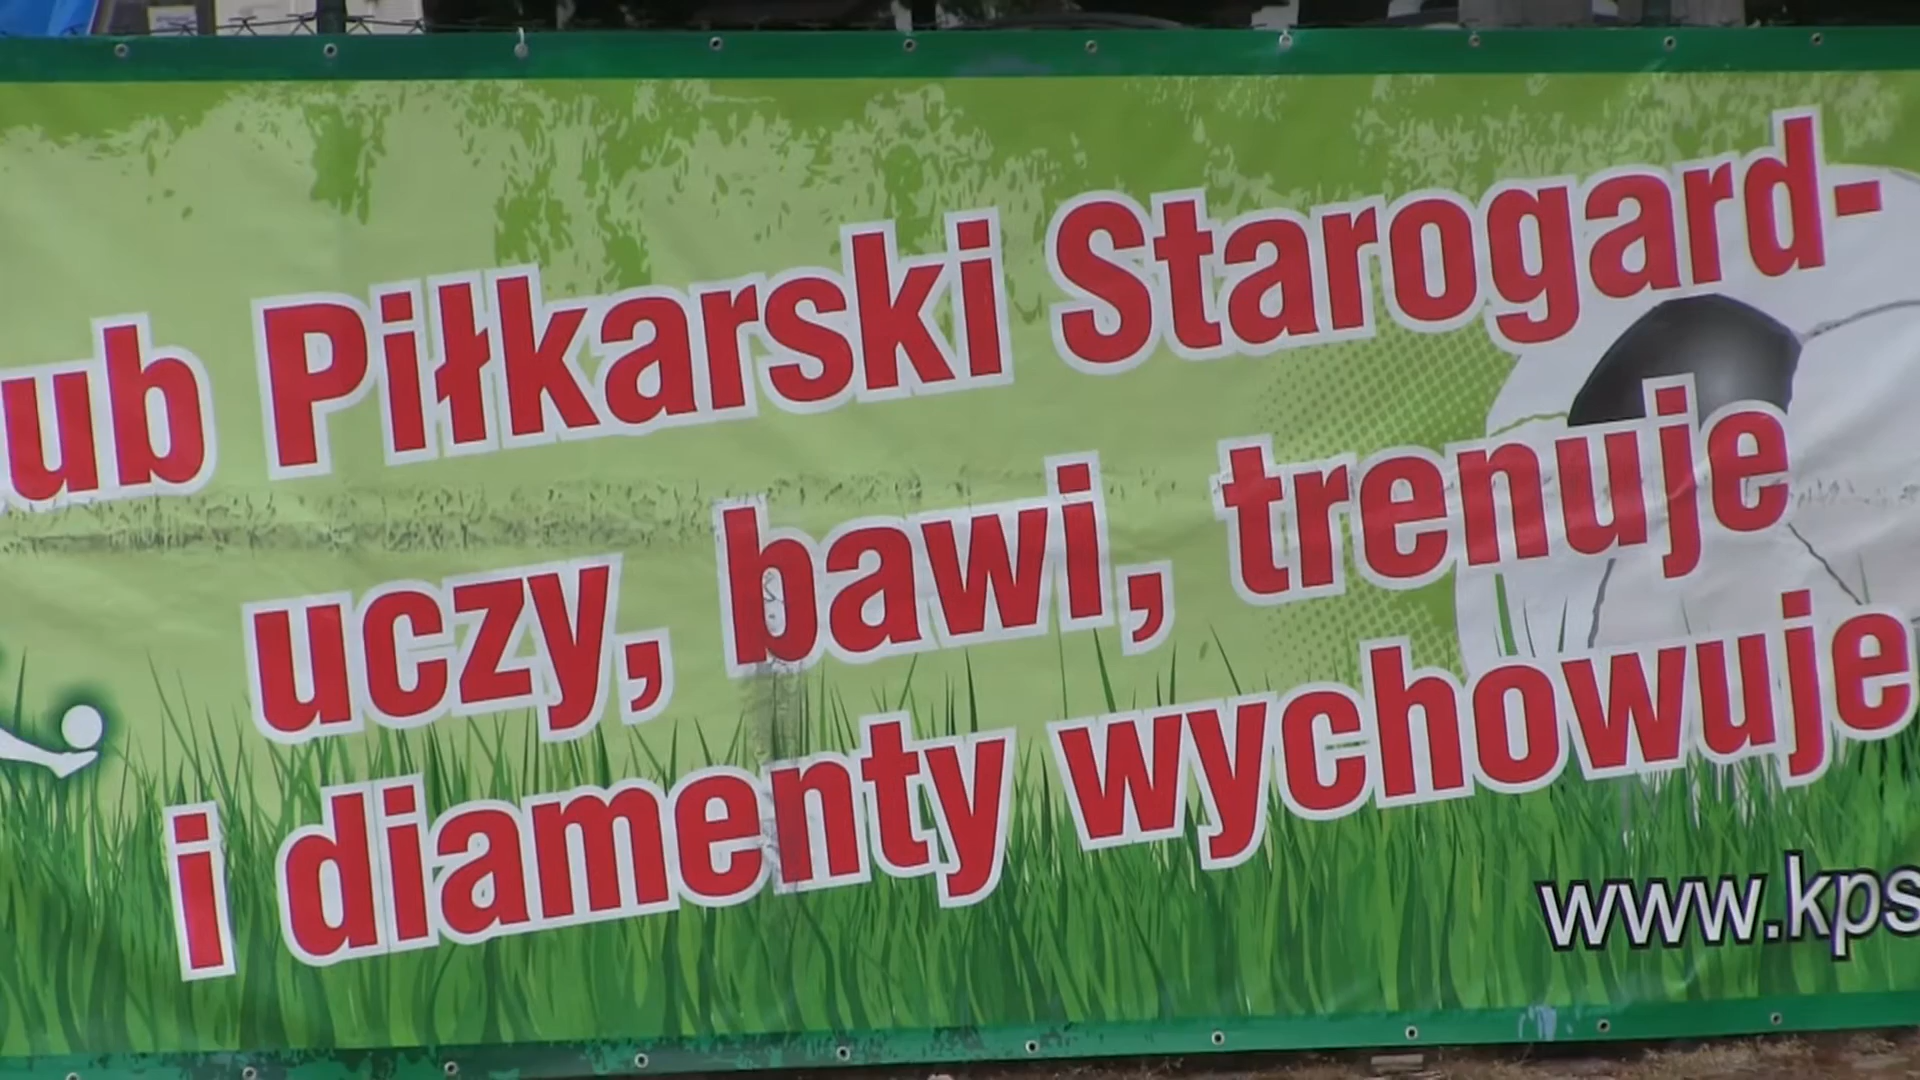 ub Piłkarski Starogard-
uczy, bawi, trenuje
i diamenty wychowuje
www.kps